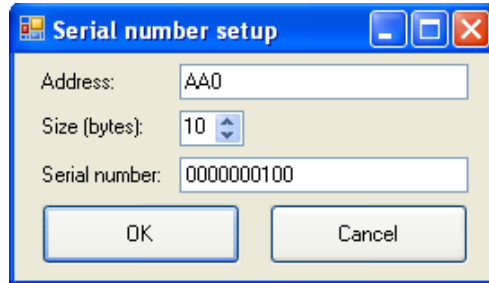 Serial number setup
Address: AA0
Size (bytes): 10
Serial number: 0000000100
OK Cancel